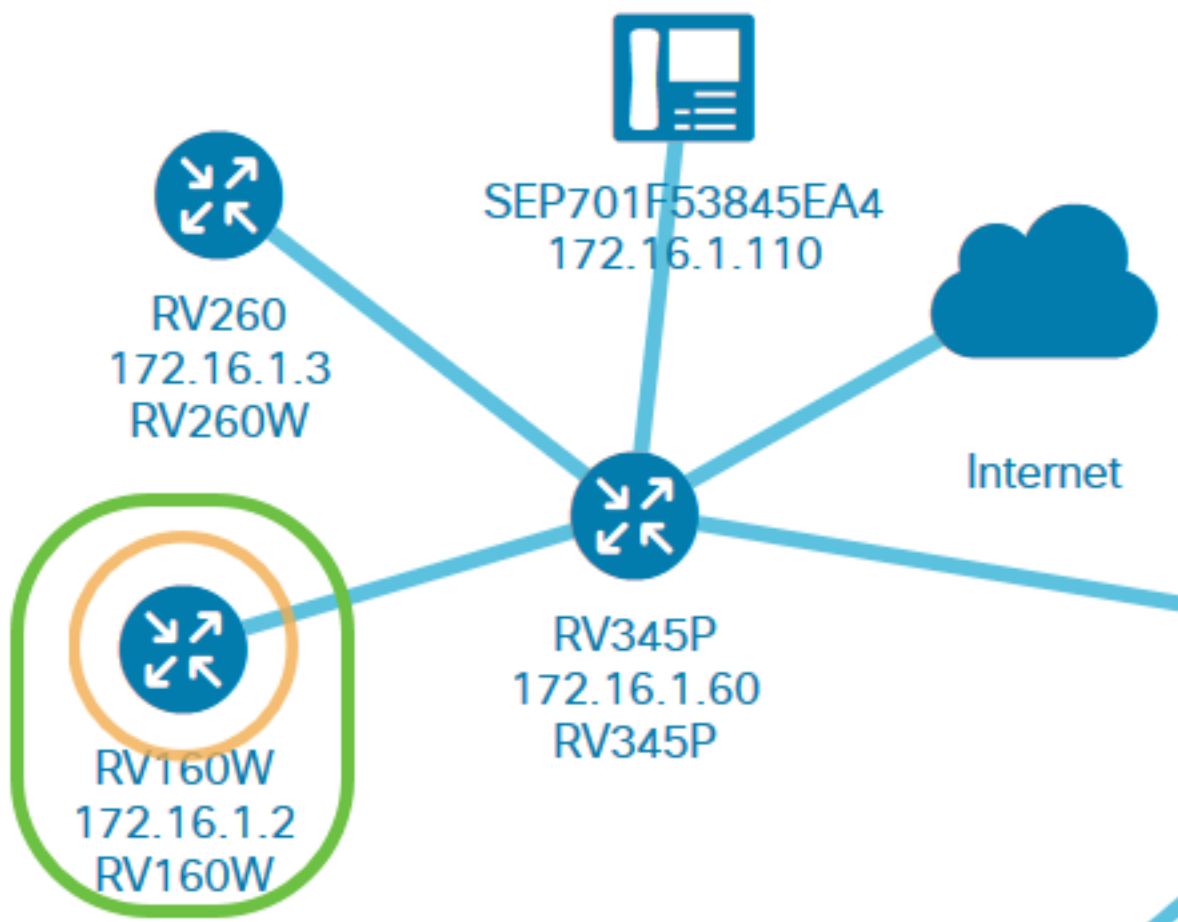 SEP701F53845EA4
172.16.1.110
RV260
172.16.1.3
RV260W
Internet
RV345P
172.16.1.60
RV345P
RV160W
172.16.1.2
RV160W